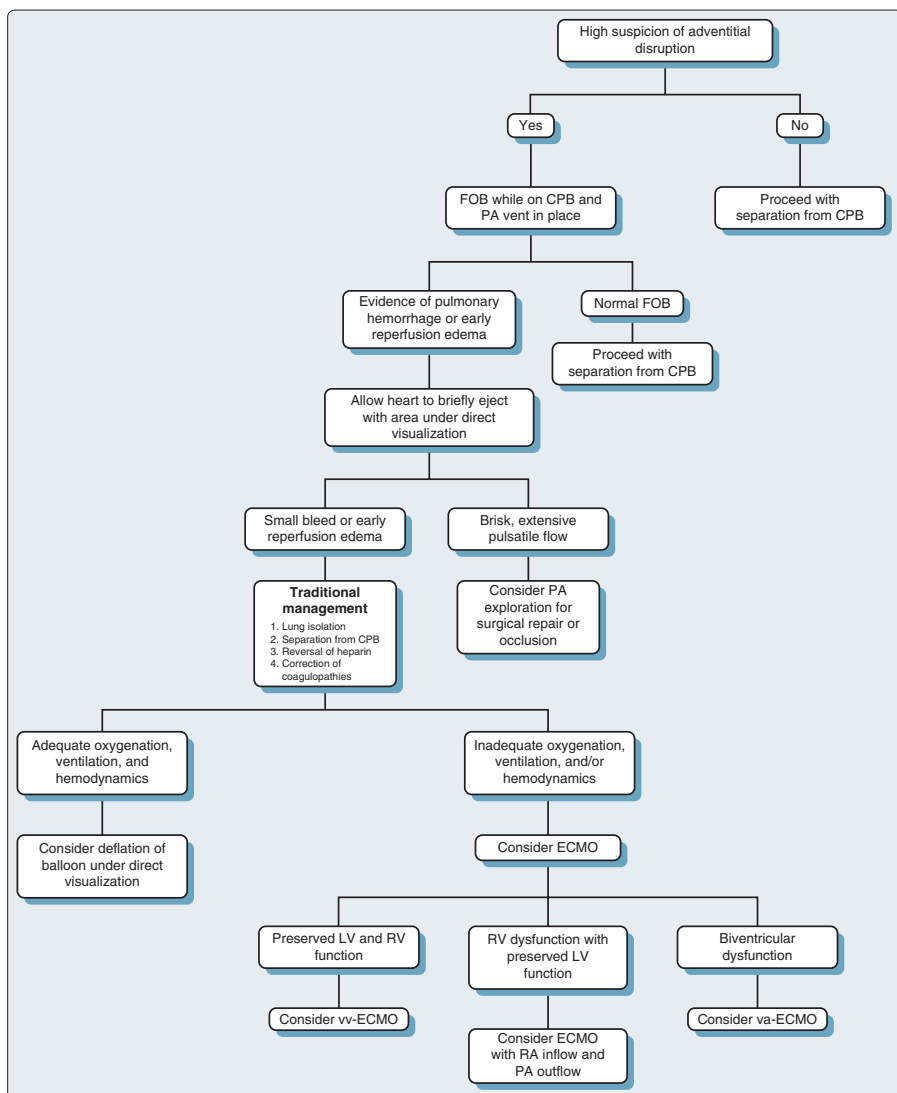 High suspicion of adventitial
disruption
Yes
No
FOB while on CPB and
PA vent in place
Proceed with
separation from CPB
Evidence of pulmonary
hemorrhage or early
reperfusion edema
Normal FOB
Proceed with
separation from CPB
Allow heart to briefly eject
with area under direct
visualization
Small bleed or early
reperfusion edema
Brisk, extensive
pulsatile flow
Traditional
management
1. Lung isolation
2. Separation from CPB
3. Reversal of heparin
4. Correction of
coagulopathies
Consider PA
exploration for
surgical repair or
occlusion
Adequate oxygenation,
ventilation, and
hemodynamics
Inadequate oxygenation,
ventilation, and/or
hemodynamics
Consider deflation of
balloon under direct
visualization
Consider ECMO
Preserved LV and RV
function
RV dysfunction with
preserved LV
function
Biventricular
dysfunction
Consider vv-ECMO
Consider ECMO
with RA inflow and
PA outflow
Consider va-ECMO